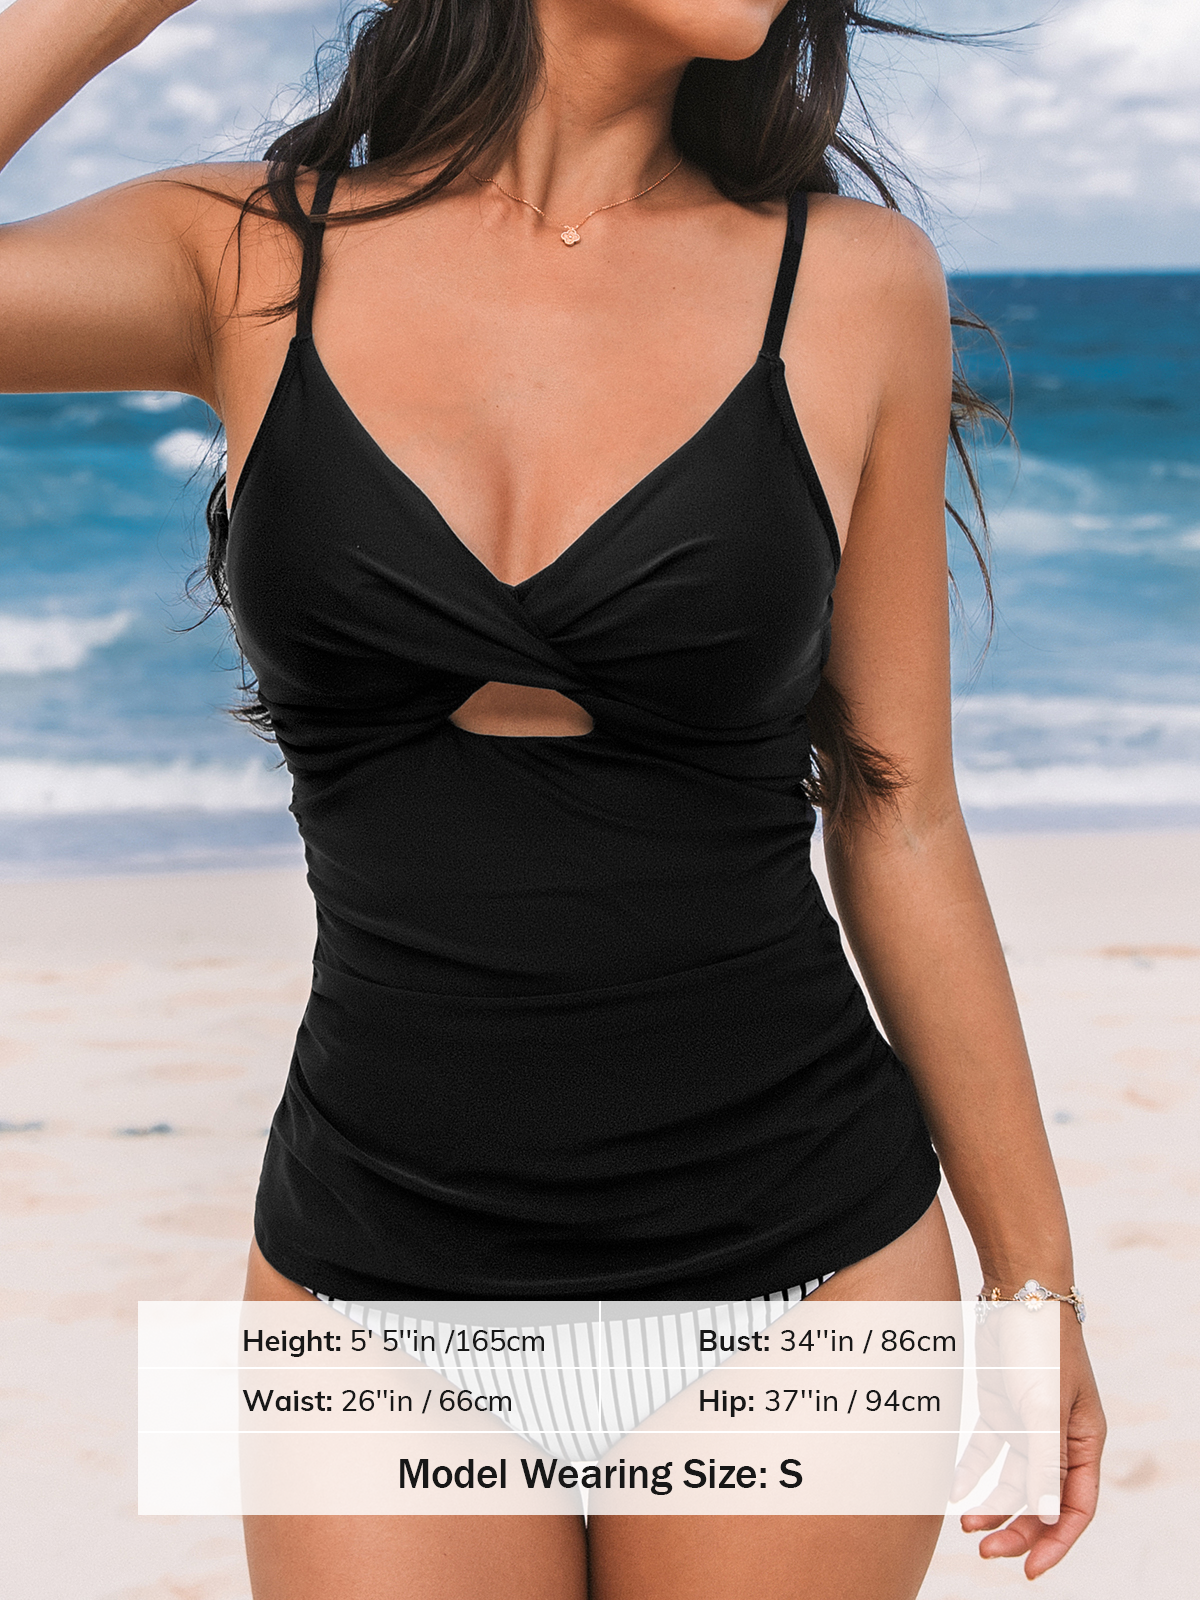 Height: 5' 5''in /165cm
Bust: 34''in / 86cm
Waist: 26''in / 66cm
Hip: 37''in / 94cm
Model Wearing Size: S